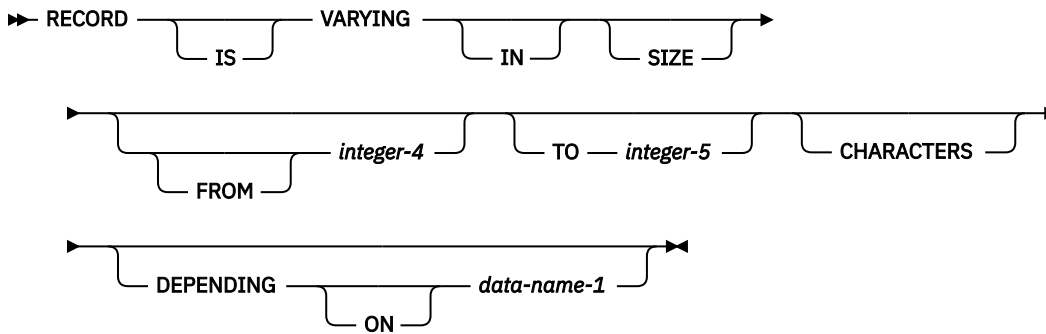 RECORD VARYING
IS IN SIZE
integer-4 TO integer-5 CHARACTERS
FROM
DEPENDING data-name-1
ON